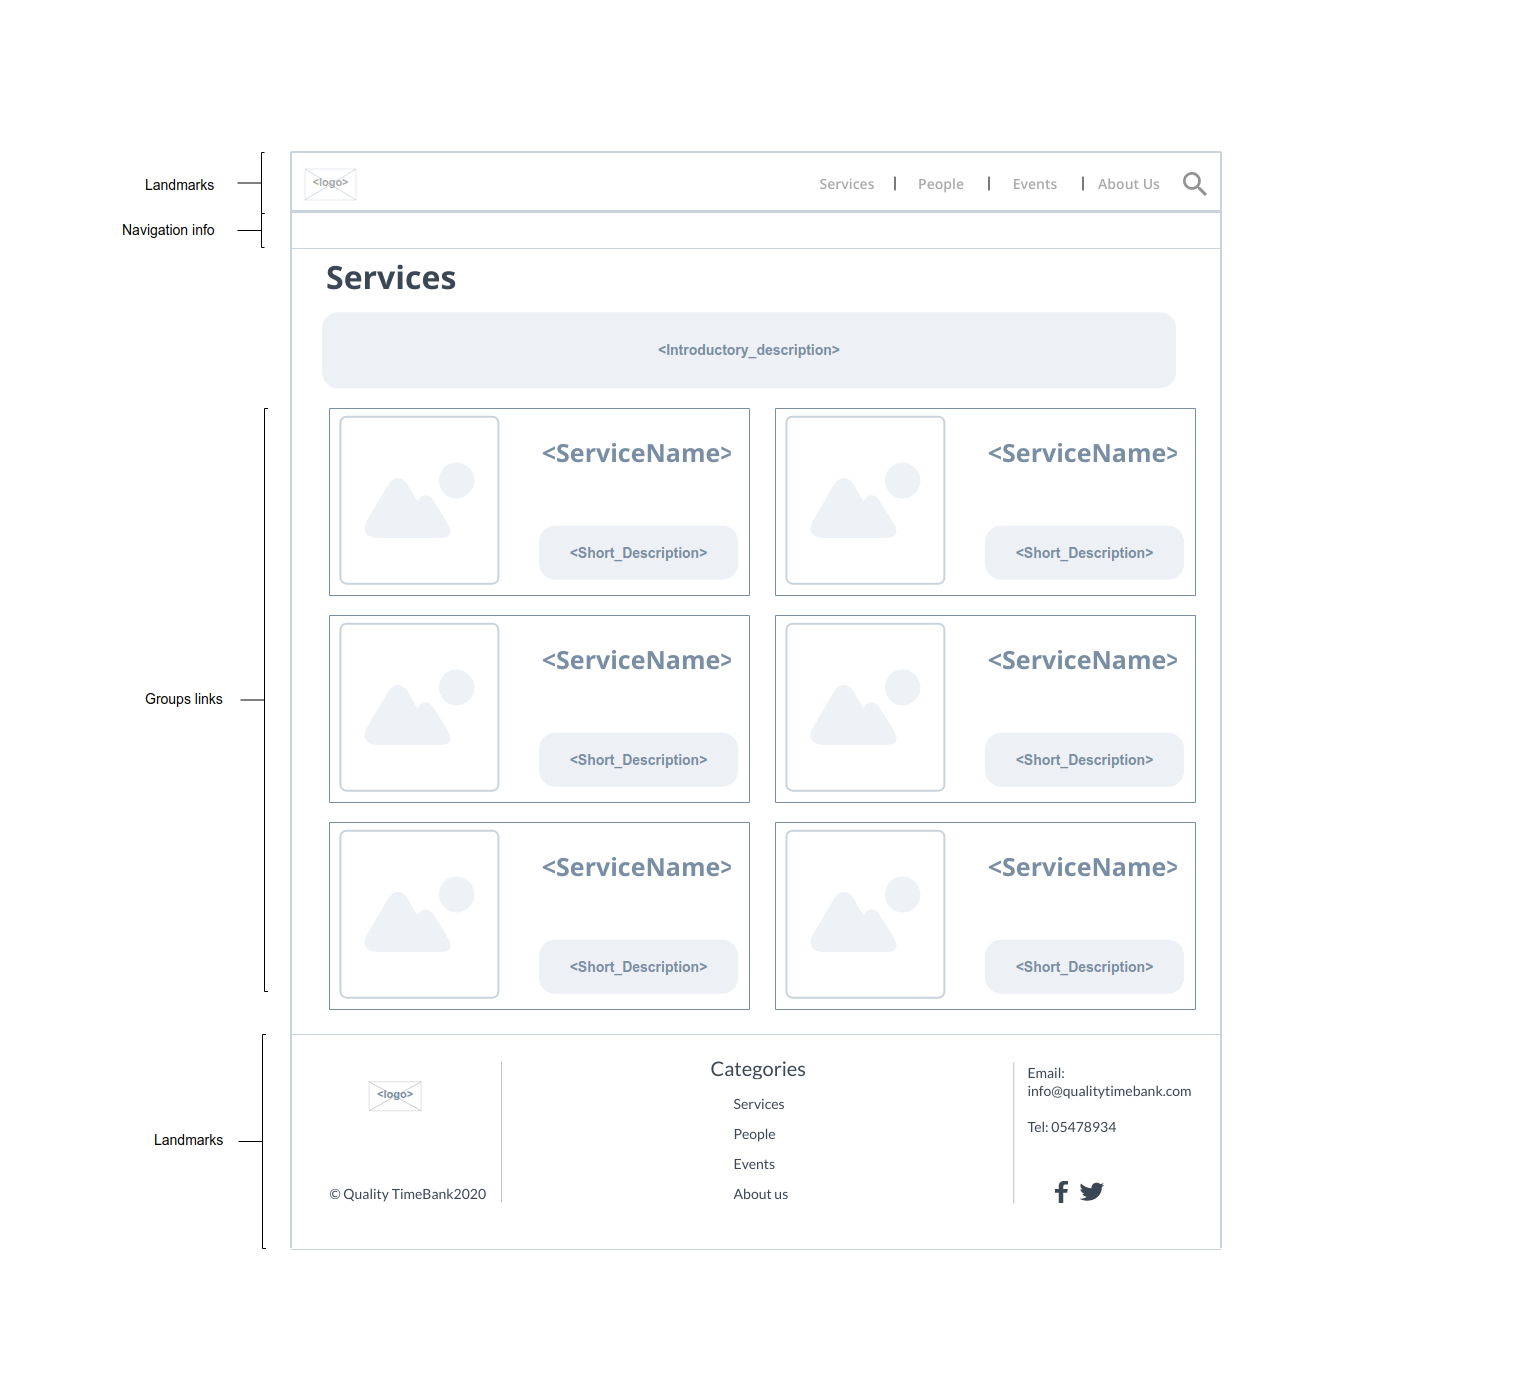 Landmarks
<logo>
Services
People
Events
About Us
Navigation info
Services
<Introductory_description>
Groups links
<ServiceName>
<Short_Description>
<ServiceName>
<Short_Description>
<ServiceName>
<Short_Description>
<ServiceName>
<Short_Description>
<ServiceName>
<Short_Description>
<ServiceName>
<Short_Description>
Landmarks
<logo>
© Quality TimeBank2020
Categories
Services
People
Events
About us
Email:
info@qualitytimebank.com
Tel: 05478934